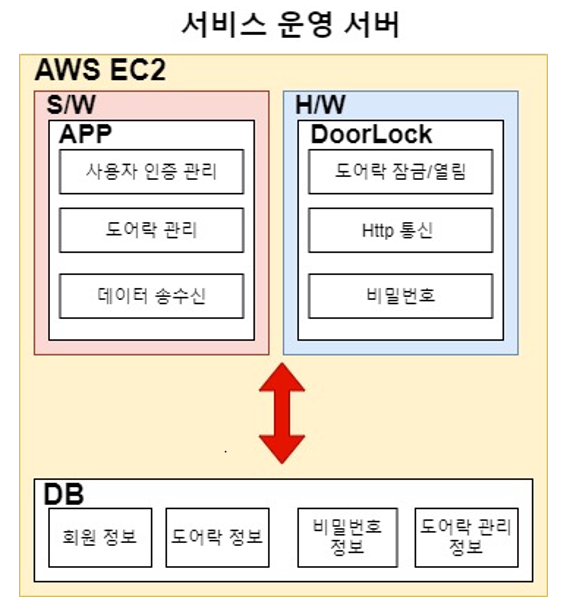 서비스 운영 서버
AWS EC2
S/W
APP
사용자 인증 관리
도어락 관리
데이터 송수신
H/W
DoorLock
도어락 잠금/열림
Http 통신
비밀번호
DB
회원 정보
도어락 정보
비밀번호
정보
도어락 관리
정보